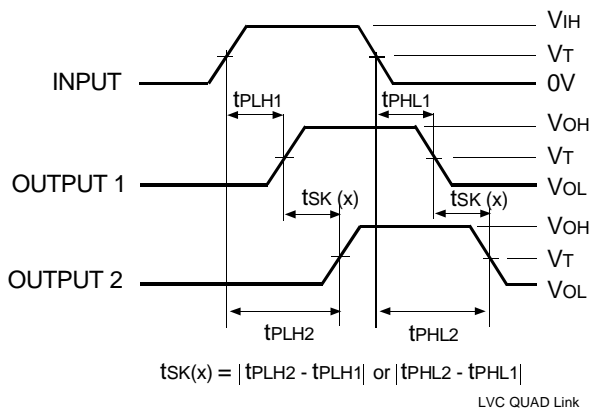 VIH
VT
INPUT
0V
tPLH1
tPHL1
VOH
VT
OUTPUT 1
VOL
tSK (x)
tSK (x)
VOH
VT
OUTPUT 2
VOL
tPLH2
tPHL2
tSK(x) = |tPLH2 - tPLH1| or |tPHL2 - tPHL1|
LVC QUAD Link